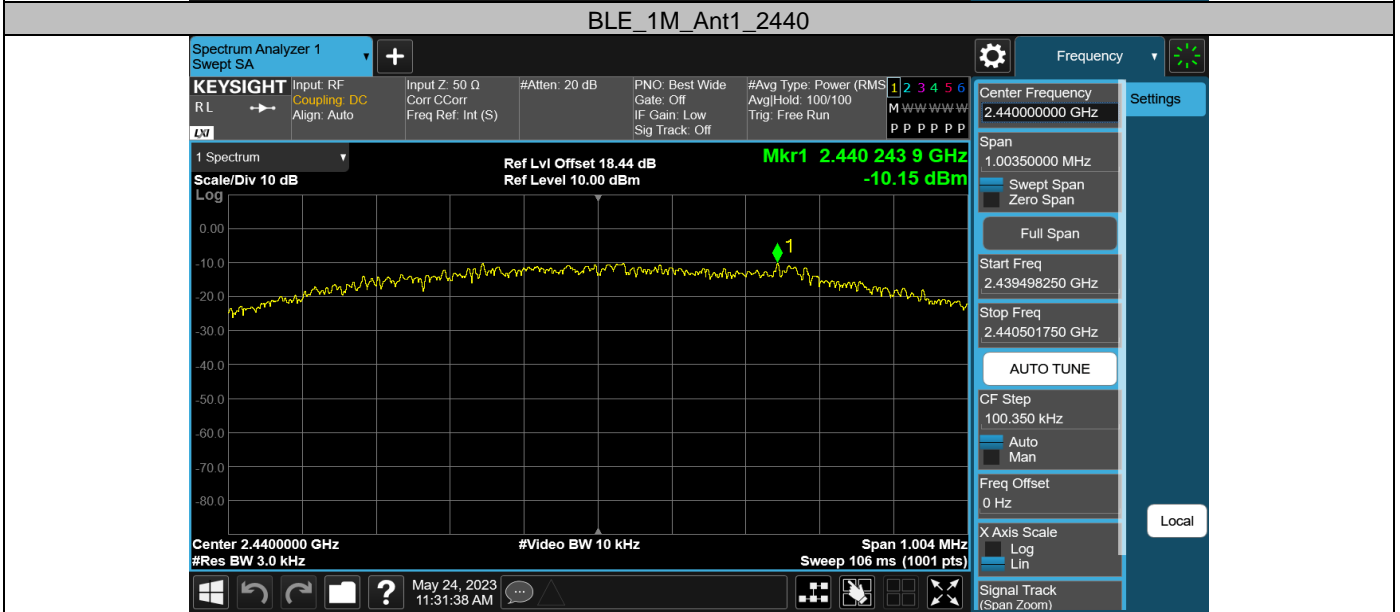 BLE_1M_Ant1_2440
Spectrum Analyzer 1
Swept SA
+
Frequency
KEYSIGHT
R L
LXI
Input: RF
Coupling: DC
Align: Auto
Input Z: 50 Ω
Corr CCorr
Freq Ref: Int (S)
#Atten: 20 dB
PNO: Best Wide
Gate: Off
IF Gain: Low
Sig Track: Off
#Avg Type: Power (RMS
Avg|Hold: 100/100
Trig: Free Run
1 2 3 4 5 6
M W W W W W
P P P P P P
1 Spectrum
Scale/Div 10 dB
Ref Lvl Offset 18.44 dB
Ref Level 10.00 dBm
Mkr1 2.440 243 9 GHz
-10.15 dBm
Log
0.00
-10.0
-20.0
-30.0
-40.0
-50.0
-60.0
-70.0
-80.0
1
Center 2.4400000 GHz
#Res BW 3.0 kHz
#Video BW 10 kHz
Span 1.004 MHz
Sweep 106 ms (1001 pts)
Center Frequency
2.440000000 GHz
Span
1.00350000 MHz
Swept Span
Zero Span
Full Span
Start Freq
2.439498250 GHz
Stop Freq
2.440501750 GHz
AUTO TUNE
CF Step
100.350 kHz
Auto
Man
Freq Offset
0 Hz
X Axis Scale
Log
Lin
Signal Track
(Span Zoom)
Settings
Local
?
May 24, 2023
11:31:38 AM